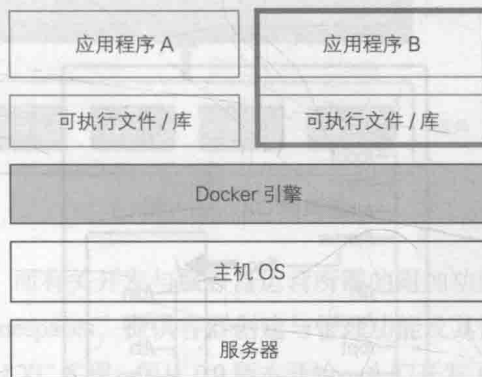 应用程序 A
应用程序 B
可执行文件 / 库
可执行文件 / 库
Docker 引擎
主机 OS
服务器